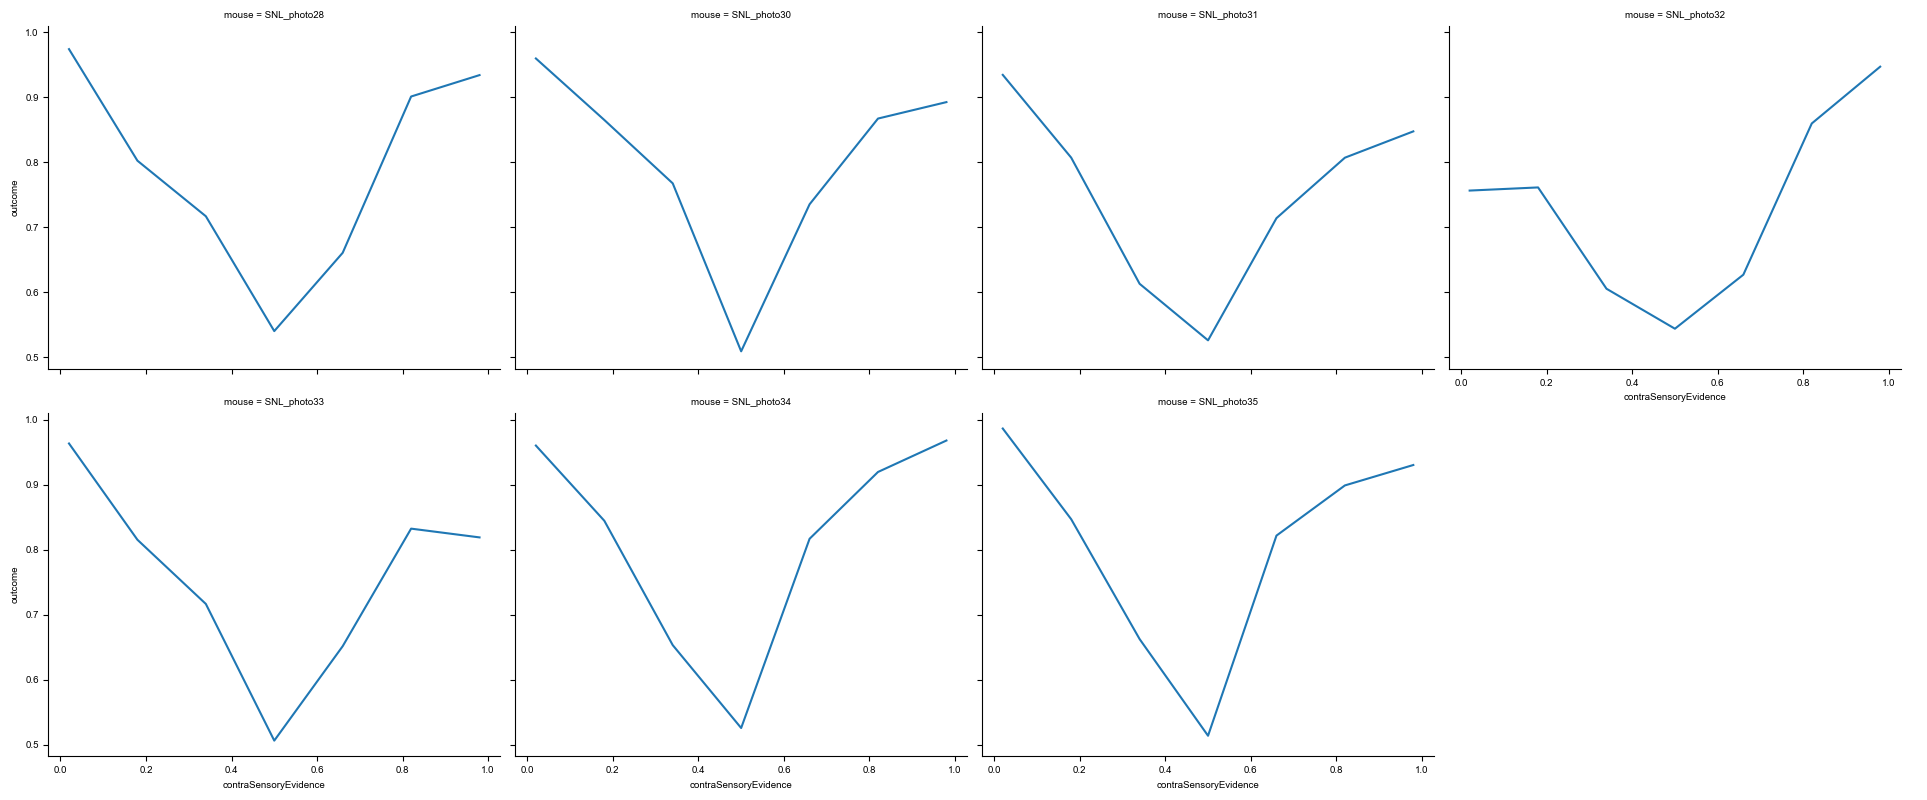 mouse = SNL_photo28
mouse = SNL_photo30
mouse = SNL_photo31
mouse = SNL_photo32
1.0
0.9
0.8
0.7
0.6
0.5
outcome
0.0 0.2 0.4 0.6 0.8 1.0
contraSensoryEvidence
mouse = SNL_photo33
mouse = SNL_photo34
mouse = SNL_photo35
1.0
0.9
0.8
0.7
0.6
0.5
outcome
0.0 0.2 0.4 0.6 0.8 1.0
contraSensoryEvidence
0.0 0.2 0.4 0.6 0.8 1.0
contraSensoryEvidence
0.0 0.2 0.4 0.6 0.8 1.0
contraSensoryEvidence